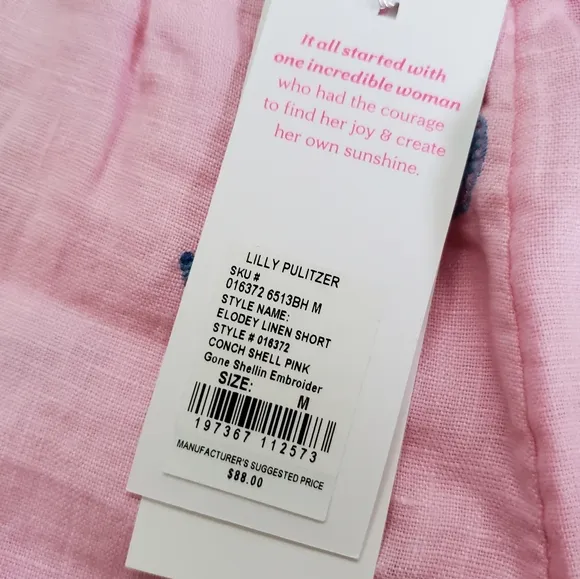 It all started with
one incredible woman
who had the courage
to find her joy & create
her own sunshine.
LILLY PULITZER
SKU #
016372 6513BH M
STYLE NAME:
ELODEY LINEN SHORT
STYLE # 016372
CONCH SHELL PINK
Gone Shellin Embroider
SIZE: M
197367 112573
MANUFACTURER'S SUGGESTED PRICE
$88.00